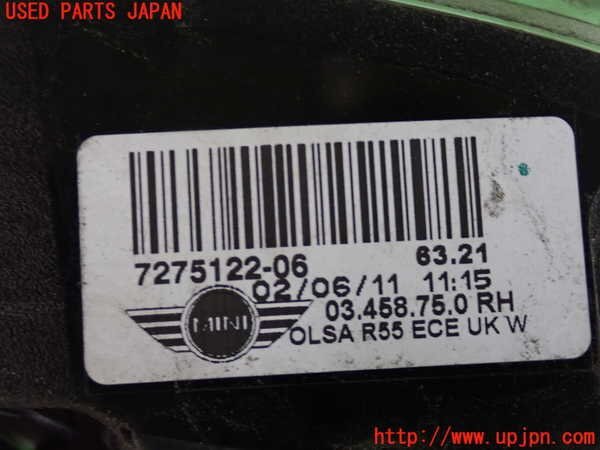 USED PARTS JAPAN
7275122-06 63.21
02/06/11 11:15
03.458.75.0 RH
MINI
OLSA R55 ECE UK W
http://www.upjpn.com/